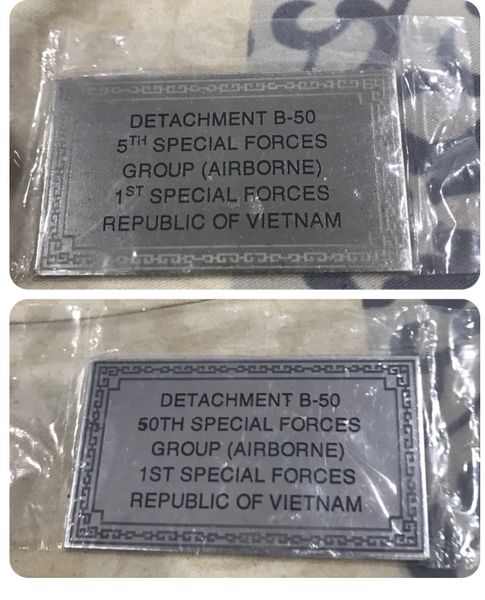 DETACHMENT B-50
5TH SPECIAL FORCES
GROUP (AIRBORNE)
1ST SPECIAL FORCES
REPUBLIC OF VIETNAM
DETACHMENT B-50
50TH SPECIAL FORCES
GROUP (AIRBORNE)
1ST SPECIAL FORCES
REPUBLIC OF VIETNAM